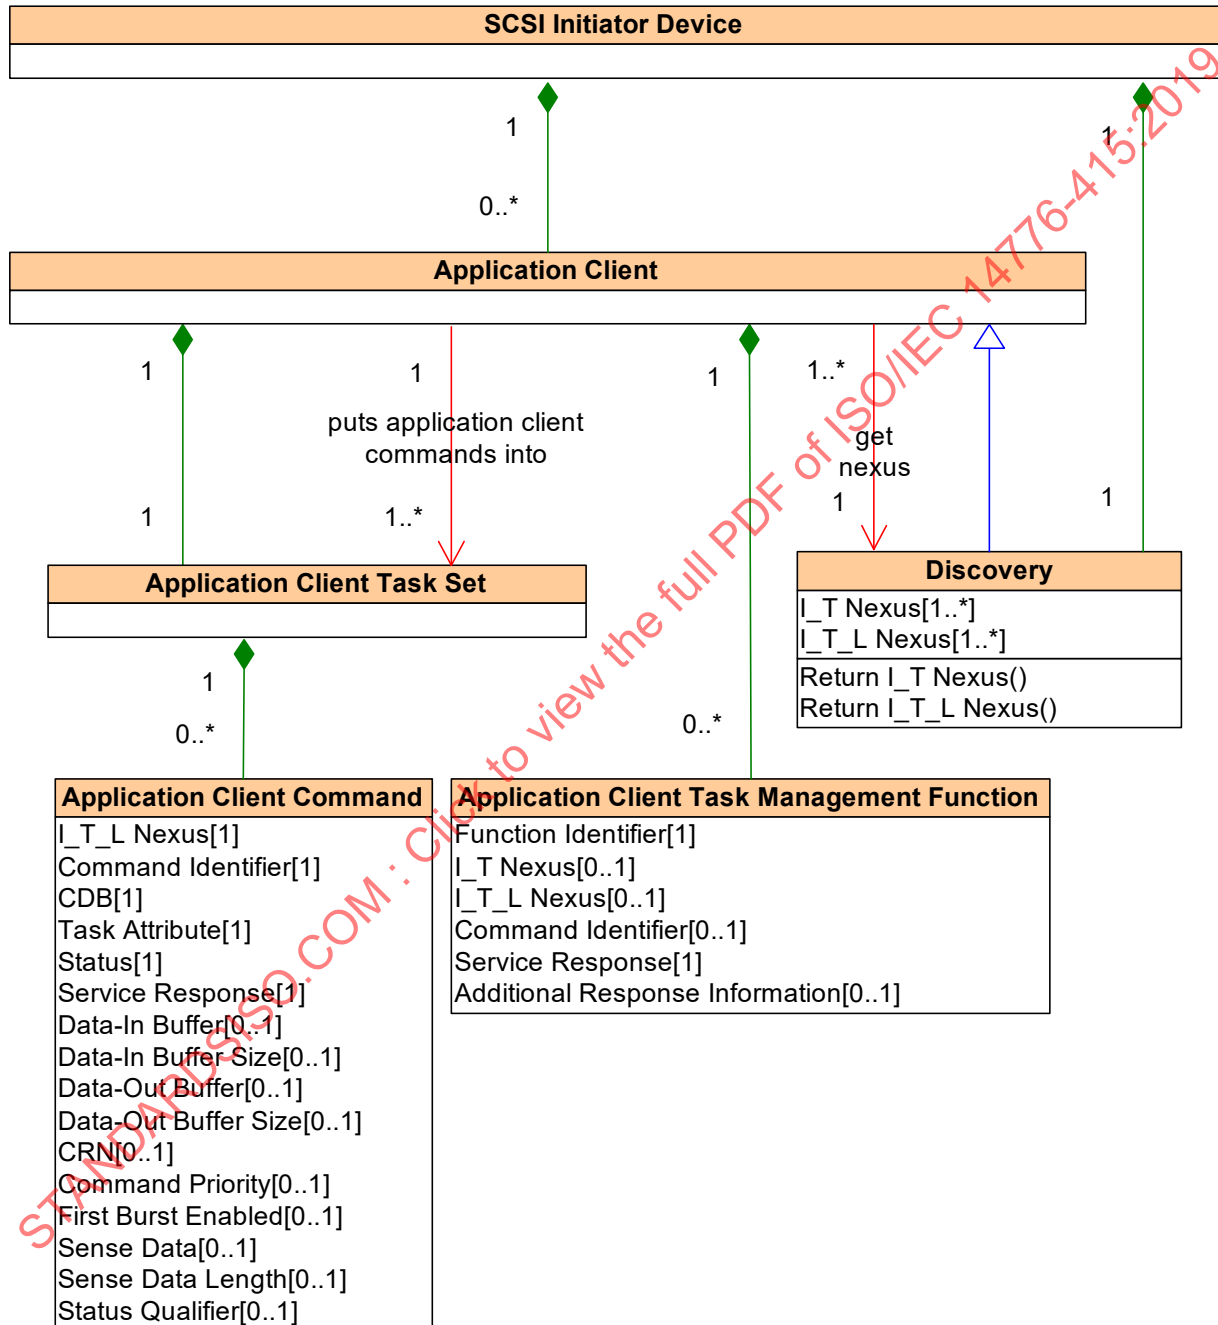 SCSI Initiator Device
1
1
0..*
Application Client
1
1
puts application client
commands into
1
1..*
get
nexus
1
1..*
1
1
Application Client Task Set
Discovery
I_T Nexus[1..*]
I_T_L Nexus[1..*]
Return I_T Nexus()
Return I_T_L Nexus()
1
0..*
0..*
Application Client Command
I_T_L Nexus[1]
Command Identifier[1]
CDB[1]
Task Attribute[1]
Status[1]
Service Response[1]
Data-In Buffer[0..1]
Data-In Buffer Size[0..1]
Data-Out Buffer[0..1]
Data-Out Buffer Size[0..1]
CRN[0..1]
Command Priority[0..1]
First Burst Enabled[0..1]
Sense Data[0..1]
Sense Data Length[0..1]
Status Qualifier[0..1]
Application Client Task Management Function
Function Identifier[1]
I_T Nexus[0..1]
I_T_L Nexus[0..1]
Command Identifier[0..1]
Service Response[1]
Additional Response Information[0..1]
STANDARDSISO.COM : Click to view the full PDF of ISO/IEC 14776-415:2019